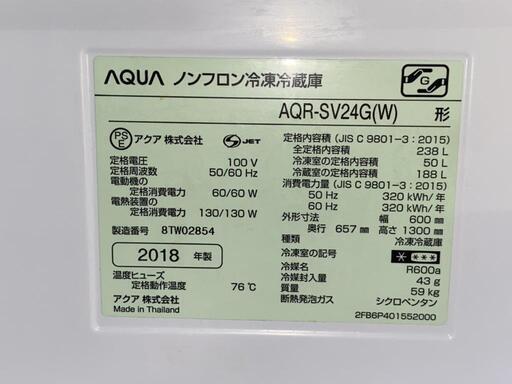 AQUA ノンフロン冷凍冷蔵庫
G
AQR-SV24G(W) 形
PS E アクア 株式会社 S JET
定格電圧 100 V
定格周波数 50/60 Hz
電動機の
定格消費電力 60/60 W
電熱装置の
定格消費電力 130/130 W
製造番号 8TW02854
2018 年製
温度ヒューズ
定格動作温度 76℃
アクア 株式会社
Made in Thailand
定格内容積 (JIS C 9801-3 : 2015)
全定格内容積 238 L
冷凍室の定格内容積 50 L
冷蔵室の定格内容積 188 L
消費電力量 (JIS C 9801-3 : 2015)
50 Hz 320 kWh/年
60 Hz 320 kWh/年
外形寸法 幅 600 ㎜
奥行 657 ㎜ 高さ 1300 ㎜
種類 冷凍冷蔵庫
冷凍室の記号 ****
冷媒名 R600a
冷媒封入量 43 g
質量 59 kg
断熱発泡ガス シクロペンタン
2FB6P401552000